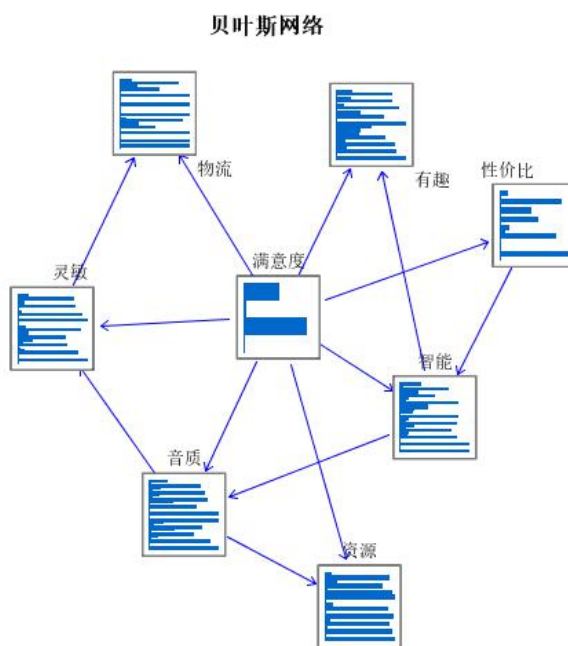 贝叶斯网络
物流
有趣
性价比
满意度
灵敏
智能
音质
资源